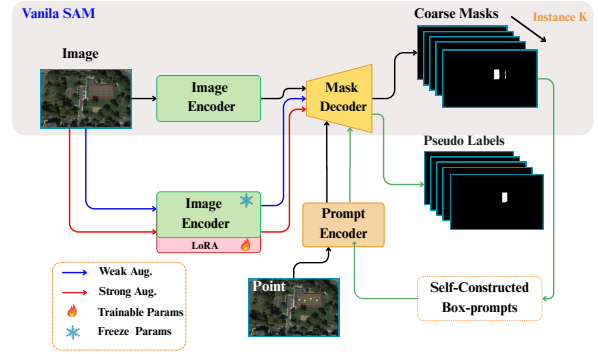 Vanila SAM
Coarse Masks
Instance K
Image
Image
Encoder
Mask
Decoder
Pseudo Labels
Image
Encoder
LoRA
Prompt
Encoder
Point
Self-Constructed
Box-prompts
Weak Aug.
Strong Aug.
Trainable Params
Freeze Params